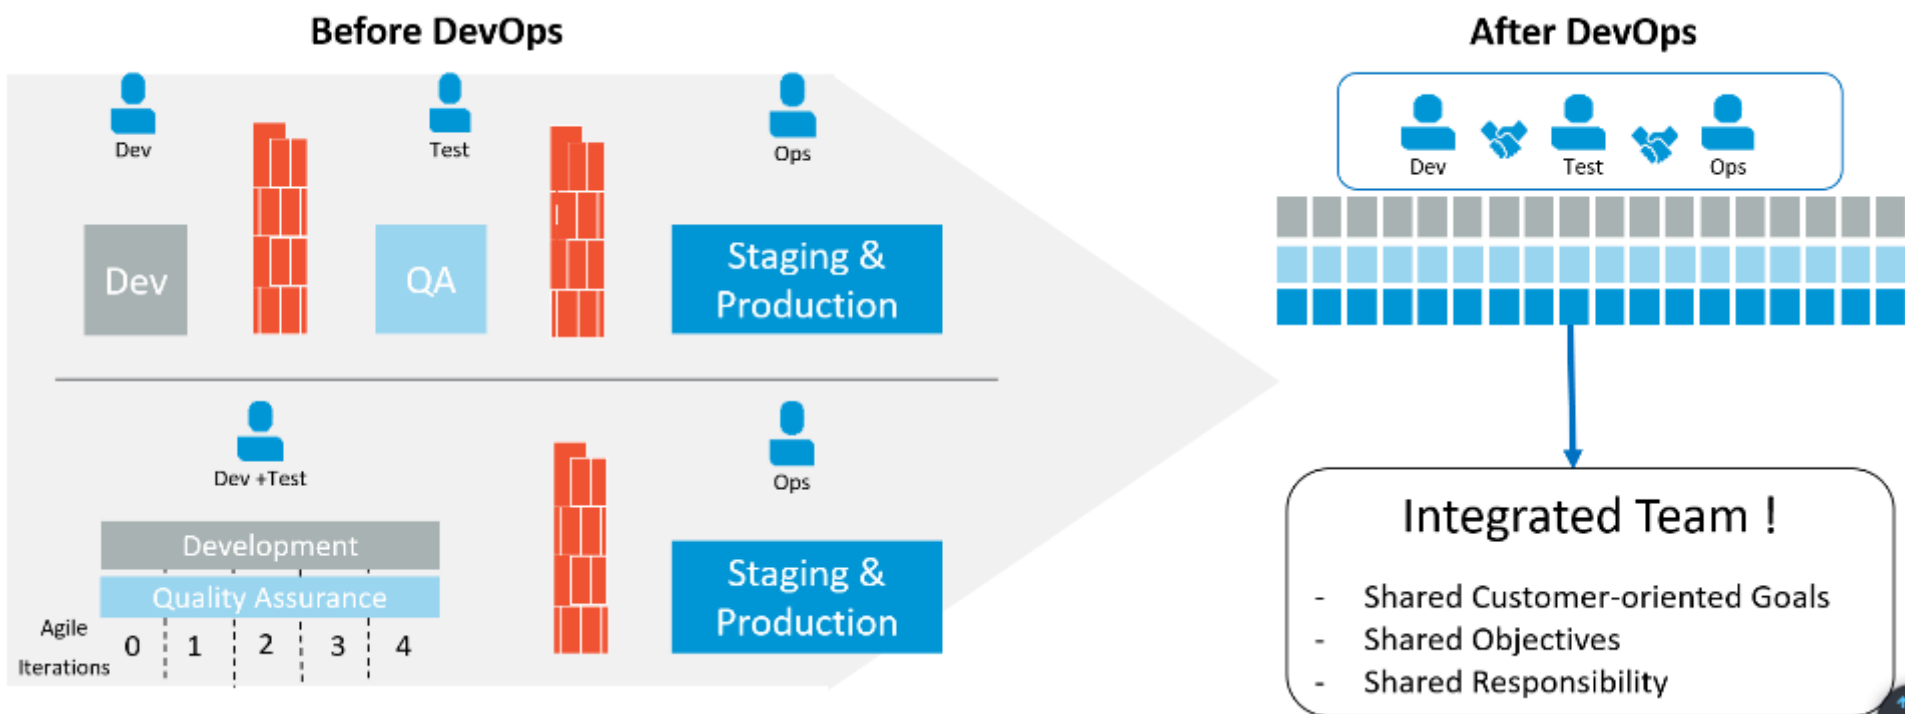 Before DevOps
After DevOps
Dev
Test
Ops
Dev
Test
Ops
Dev
QA
Staging &
Production
Dev +Test
Ops
Development
Quality Assurance
Agile
Iterations
0 1 2 3 4
Staging &
Production
Integrated Team !
- Shared Customer-oriented Goals
- Shared Objectives
- Shared Responsibility